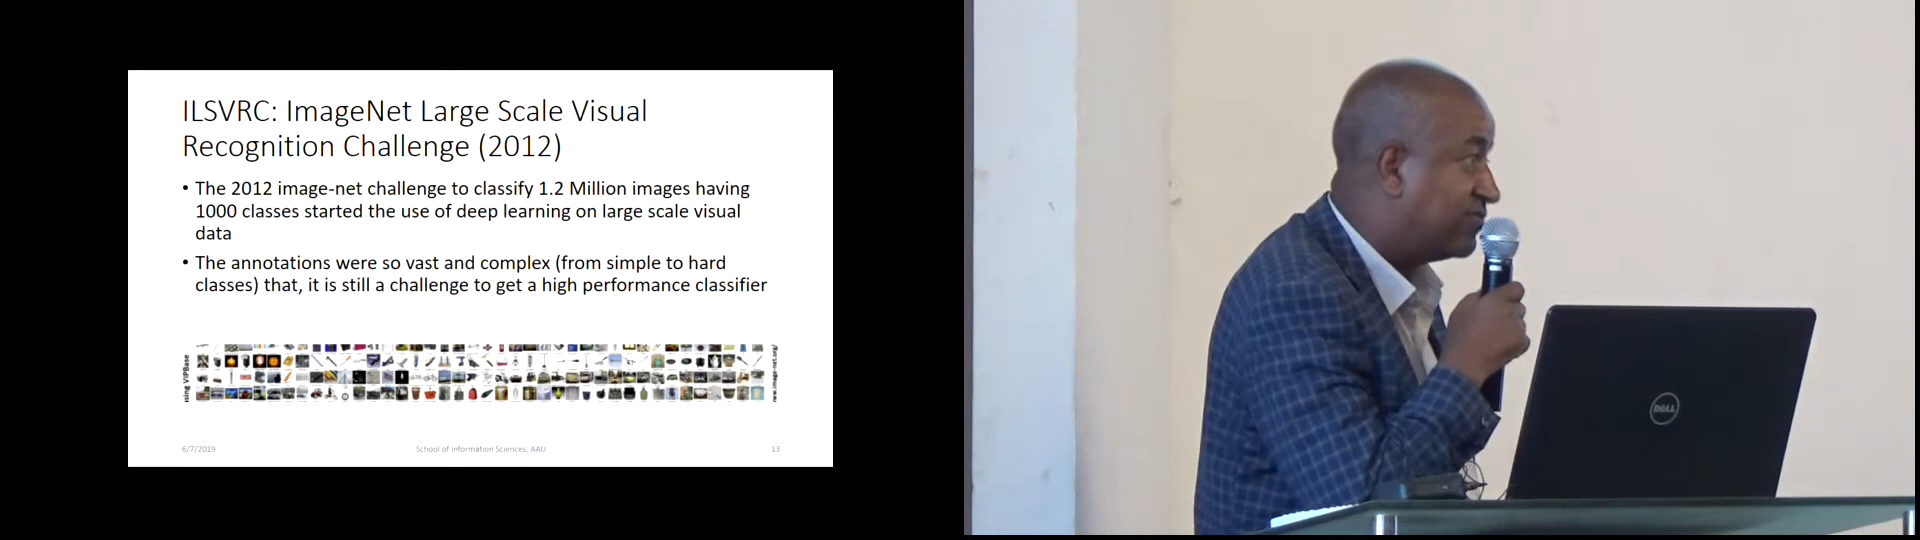 ILSVRC: ImageNet Large Scale Visual
Recognition Challenge (2012)
• The 2012 image-net challenge to classify 1.2 Million images having
1000 classes started the use of deep learning on large scale visual
data
• The annotations were so vast and complex (from simple to hard
classes) that, it is still a challenge to get a high performance classifier
using VIPBase
6/7/2019
School of Information Sciences, AAU
13
DELL